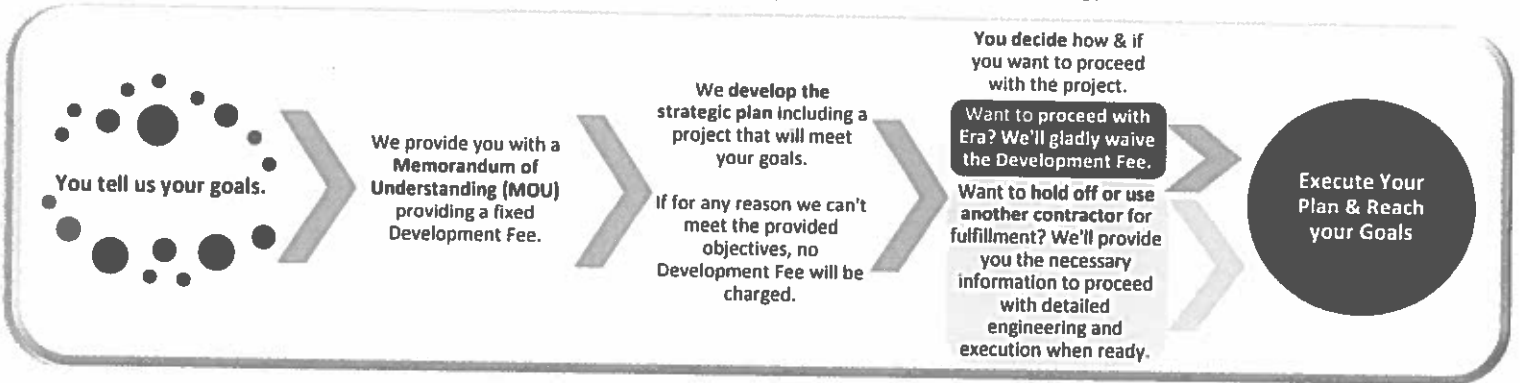 You tell us your goals.
We provide you with a
Memorandum of
Understanding (MOU)
providing a fixed
Development Fee.
We develop the
strategic plan including a
project that will meet
your goals.
If for any reason we can't
meet the provided
objectives, no
Development Fee will be
charged.
You decide how & if
you want to proceed
with the project.
Want to proceed with
Era? We'll gladly waive
the Development Fee.
Want to hold off or use
another contractor for
fulfillment? We'll provide
you the necessary
information to proceed
with detailed
engineering and
execution when ready.
Execute Your
Plan & Reach
your Goals